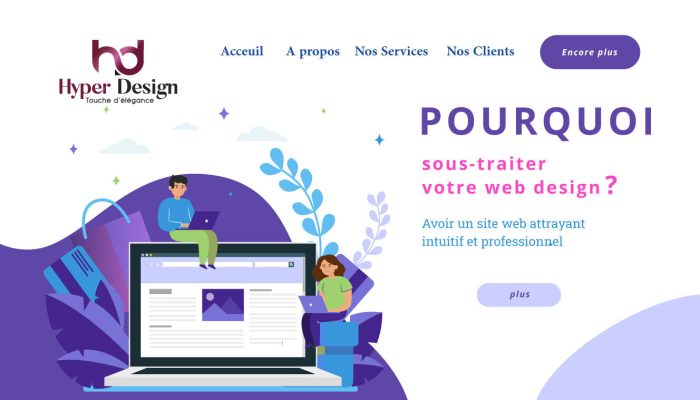 hd
Hyper Design
Touche d'élégance
Acceuil A propos Nos Services Nos Clients Encore plus
POURQUOI
sous-traiter
votre web design ?
Avoir un site web attrayant
intuitif et professionnel
plus